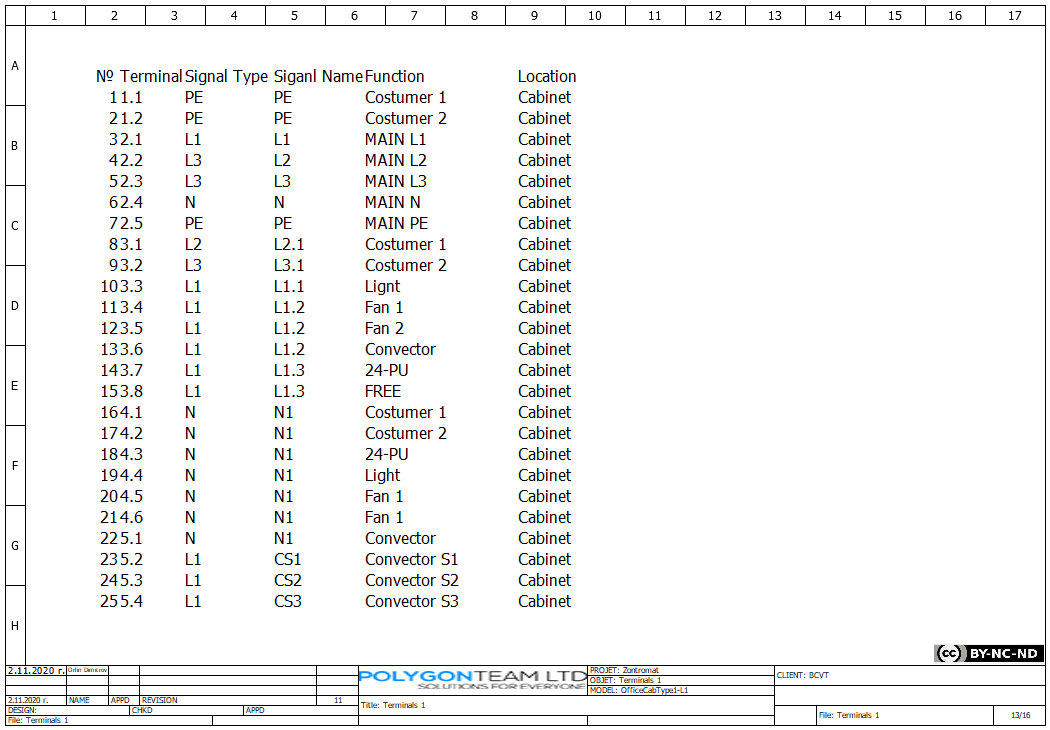 1 2 3 4 5 6 7 8 9 10 11 12 13 14 15 16 17
A
B
C
D
E
F
G
H
№ Terminal Signal Type Siganl Name Function Location
1 1.1 PE PE Costumer 1 Cabinet
2 1.2 PE PE Costumer 2 Cabinet
3 2.1 L1 L1 MAIN L1 Cabinet
4 2.2 L3 L2 MAIN L2 Cabinet
5 2.3 L3 L3 MAIN L3 Cabinet
6 2.4 N N MAIN N Cabinet
7 2.5 PE PE MAIN PE Cabinet
8 3.1 L2 L2.1 Costumer 1 Cabinet
9 3.2 L3 L3.1 Costumer 2 Cabinet
10 3.3 L1 L1.1 Lignt Cabinet
11 3.4 L1 L1.2 Fan 1 Cabinet
12 3.5 L1 L1.2 Fan 2 Cabinet
13 3.6 L1 L1.2 Convector Cabinet
14 3.7 L1 L1.3 24-PU Cabinet
15 3.8 L1 L1.3 FREE Cabinet
16 4.1 N N1 Costumer 1 Cabinet
17 4.2 N N1 Costumer 2 Cabinet
18 4.3 N N1 24-PU Cabinet
19 4.4 N N1 Light Cabinet
20 4.5 N N1 Fan 1 Cabinet
21 4.6 N N1 Fan 1 Cabinet
22 5.1 N N1 Convector Cabinet
23 5.2 L1 CS1 Convector S1 Cabinet
24 5.3 L1 CS2 Convector S2 Cabinet
25 5.4 L1 CS3 Convector S3 Cabinet
cc BY-NC-ND
2.11.2020 г. Orlin Dimitrov
2.11.2020 г. NAME APPD REVISION 11
DESIGN: CHKD APPD
File: Terminals 1
POLYGONTEAM LTD
SOLUTIONS FOR EVERYONE
Title: Terminals 1
PROJET: Zontromat
OBJET: Terminals 1
MODEL: OfficeCabType1-L1
CLIENT: BCVT
File: Terminals 1
13/16